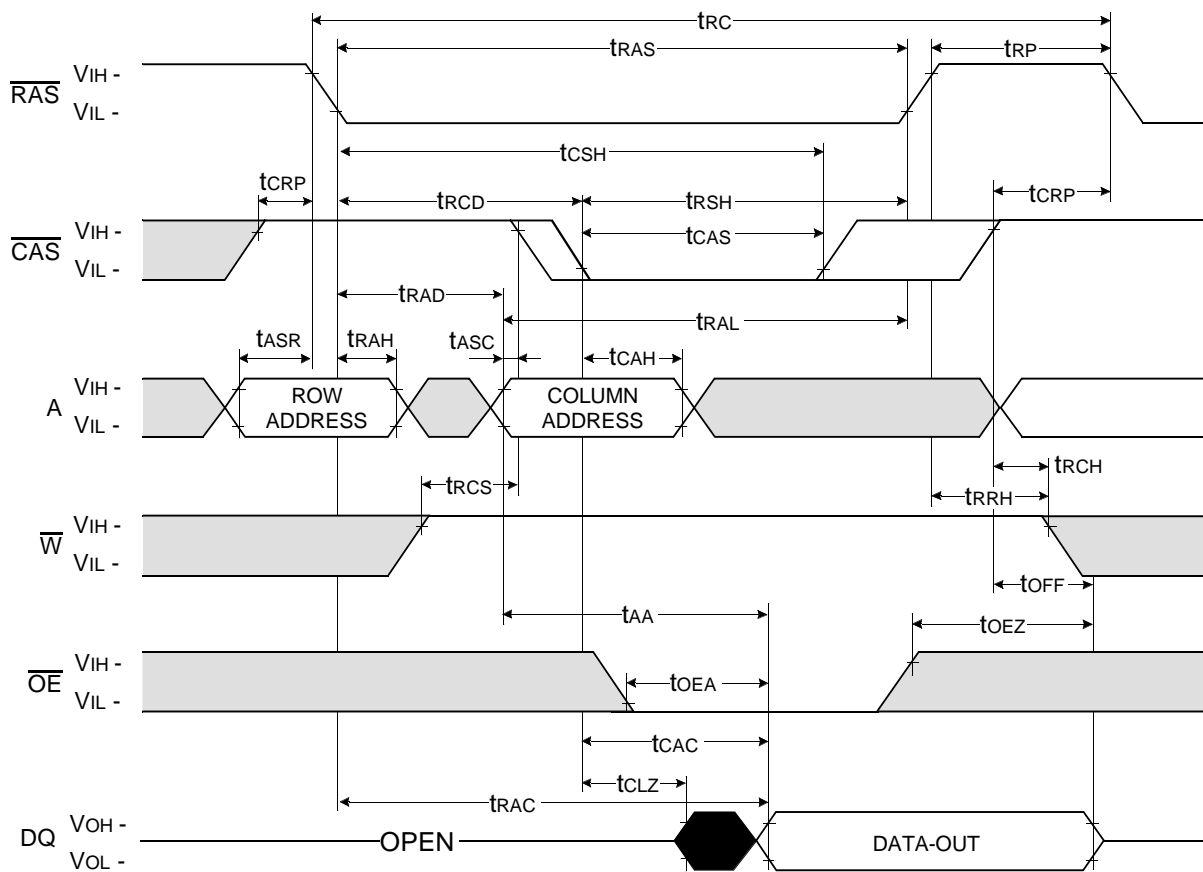 tRC
tRAS
tRP
RAS
VIH -
VIL -
tCSH
tCRP
tRCD
tRSH
tCRP
CAS
VIH -
VIL -
tCAS
tRAD
tRAL
tASR
tRAH
tASC
tCAH
A
VIH -
VIL -
ROW
ADDRESS
COLUMN
ADDRESS
tRCS
tRCH
tRRH
W
VIH -
VIL -
tOFF
tAA
tOEZ
OE
VIH -
VIL -
tOEA
tCAC
tCLZ
tRAC
DQ
VOH -
VOL -
OPEN
DATA-OUT